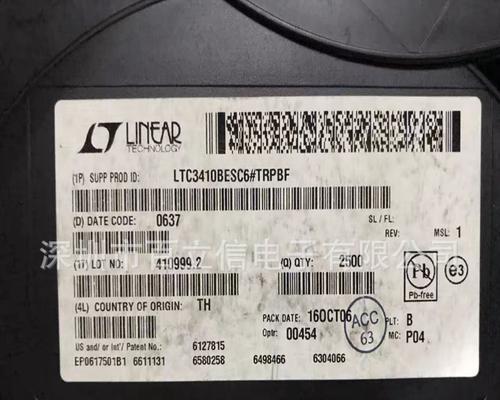 LINEAR
TECHNOLOGY
(1P) SUPP PROD ID: LTC3410BESC6#TRPBF
(D) DATE CODE: 0637
SL / FL:
REV: MSL: 1
深圳市百立信电子有限公司
(1T) LOT NO: 410999.2 (Q) QTY: 2500
Pb e3
Pb-free
(4L) COUNTRY OF ORIGIN: TH
PACK DATE: 16OCT06 PLT: B
Optr: 00454 MC: P04
ACC
63
US and/ or Int'/ Patent No.: 6127815
EP0617501B1 6611131 6580258 6498466 6304066